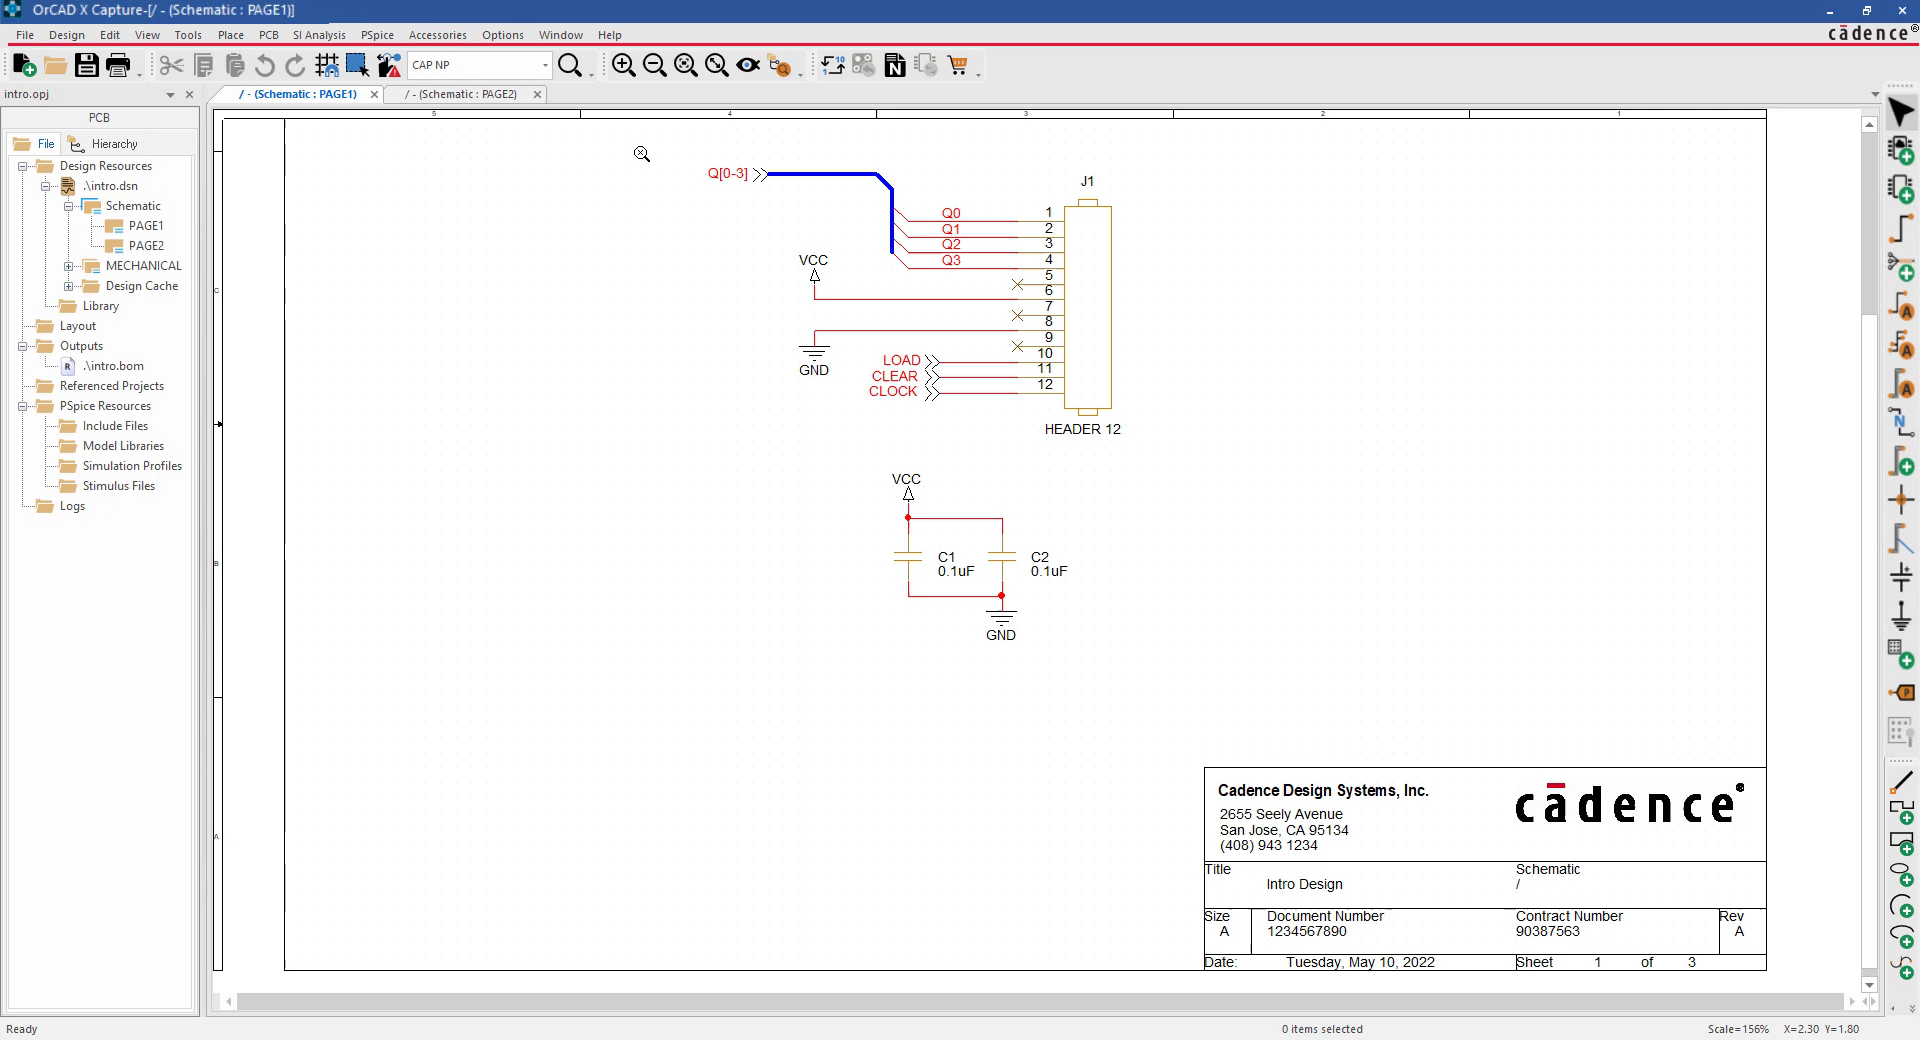 OrCAD X Capture-[/ - (Schematic : PAGE1)]
File Design Edit View Tools Place PCB SI Analysis PSpice Accessories Options Window Help
cādence®
CAP NP
intro.opj
/ - (Schematic : PAGE1)
/ - (Schematic : PAGE2)
PCB
File
Hierarchy
Design Resources
.\intro.dsn
Schematic
PAGE1
PAGE2
MECHANICAL
Design Cache
Library
Layout
Outputs
.\intro.bom
Referenced Projects
PSpice Resources
Include Files
Model Libraries
Simulation Profiles
Stimulus Files
Logs
5 4 3 2 1
C
B
A
Q[0-3]
J1
Q0 1
Q1 2
Q2 3
Q3 4
5
6
7
8
9
10
11
12
VCC
GND
LOAD
CLEAR
CLOCK
HEADER 12
VCC
C1
0.1uF
C2
0.1uF
GND
Cadence Design Systems, Inc.
2655 Seely Avenue
San Jose, CA 95134
(408) 943 1234
cādence®
Title
Intro Design
Schematic
/
Size
A
Document Number
1234567890
Contract Number
90387563
Rev
A
Date: Tuesday, May 10, 2022
Sheet 1 of 3
Ready
0 items selected
Scale=156% X=2.30 Y=1.80